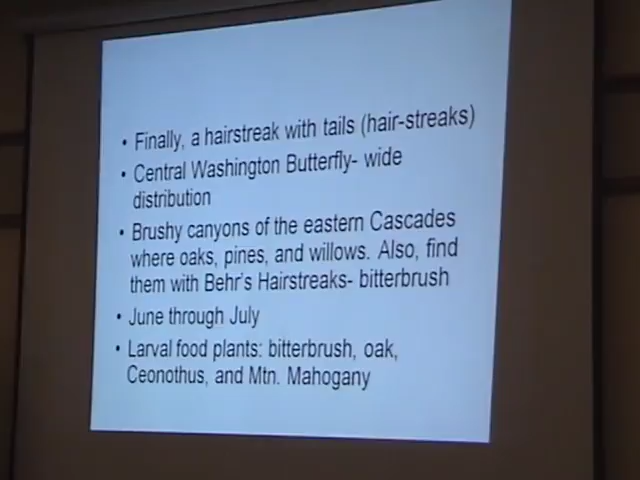 • Finally, a hairstreak with tails (hair-streaks)
• Central Washington Butterfly- wide
distribution
• Brushy canyons of the eastern Cascades
where oaks, pines, and willows. Also, find
them with Behr's Hairstreaks- bitterbrush
• June through July
• Larval food plants: bitterbrush, oak,
Ceonothus, and Mtn. Mahogany